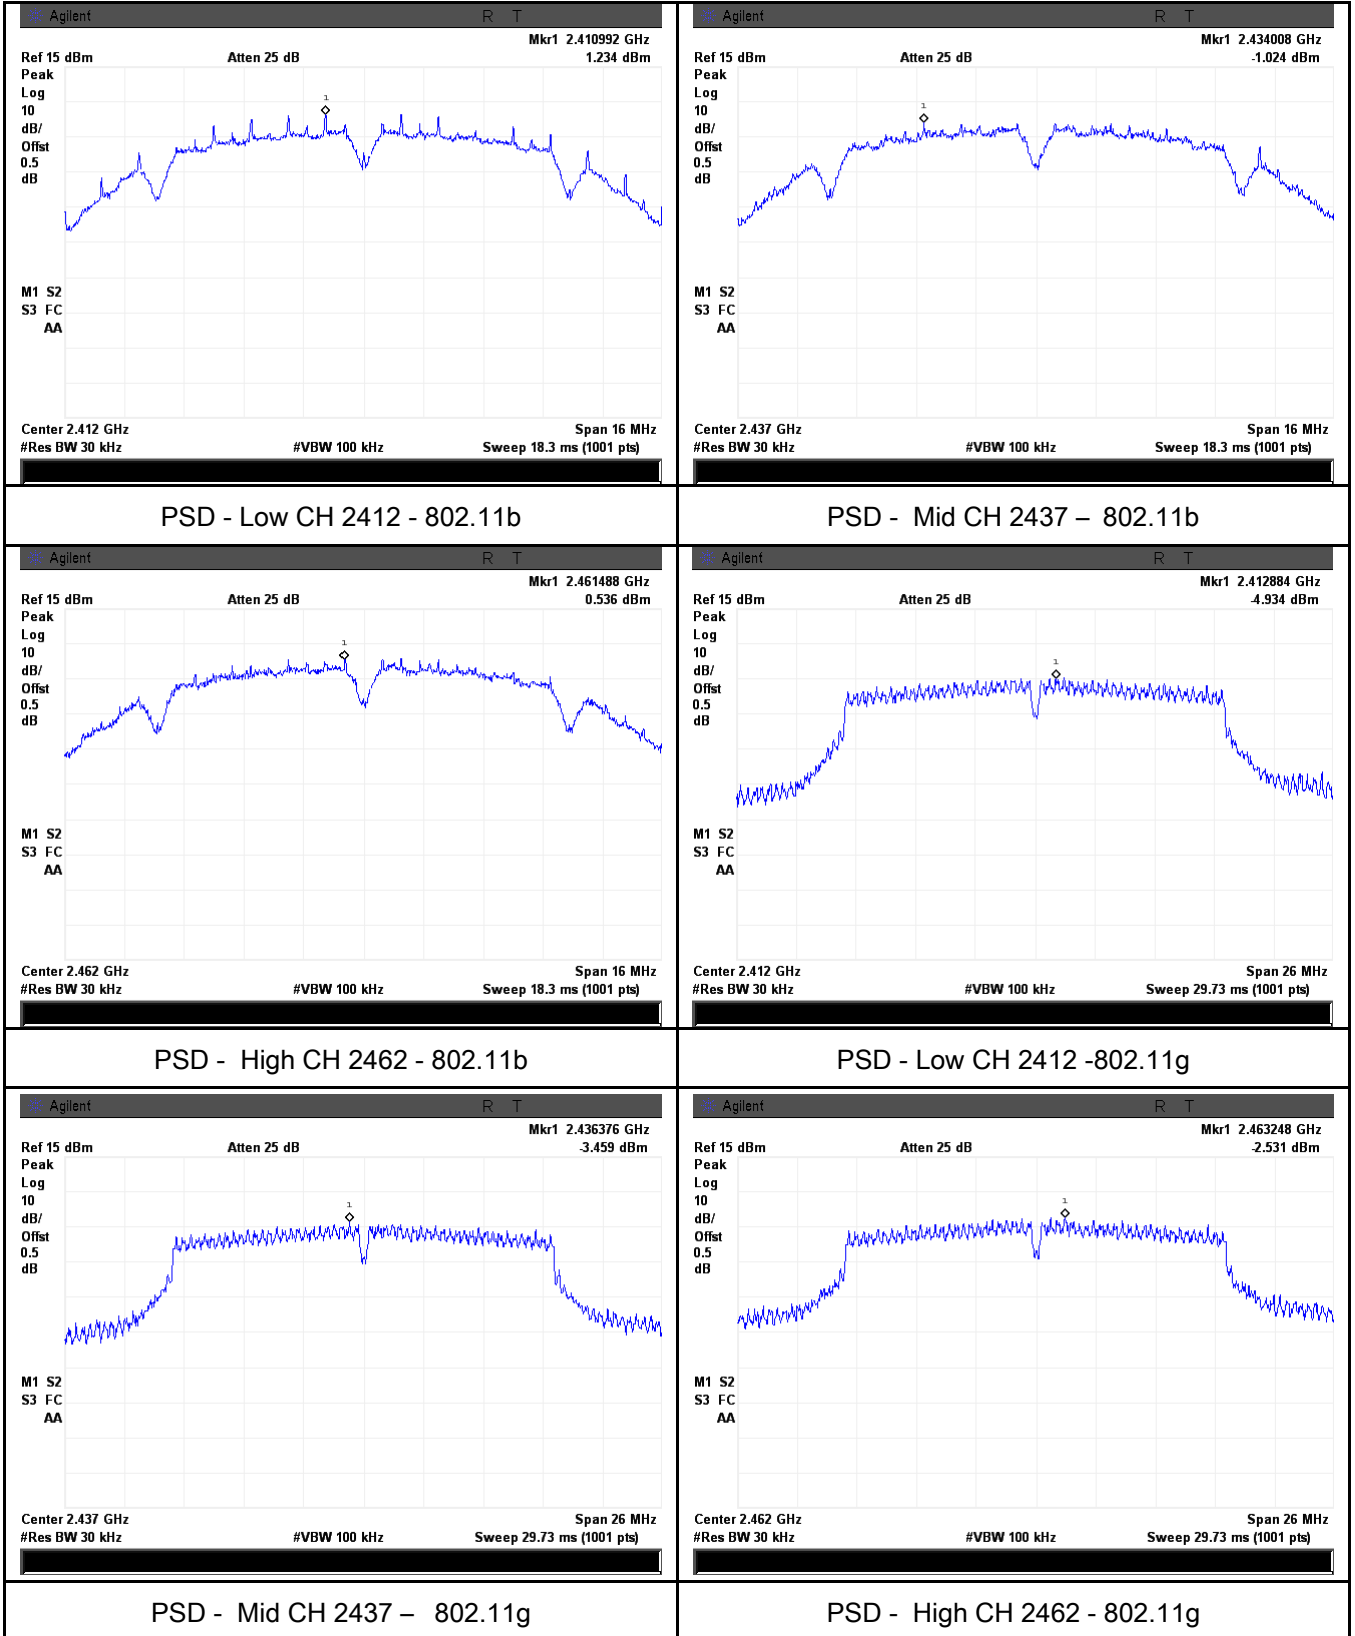 Agilent R T
Mkr1 2.410992 GHz
Ref 15 dBm Atten 25 dB 1.234 dBm
Peak
Log
10
dB/
Offst
0.5
dB
1
M1 S2
S3 FC
AA
Center 2.412 GHz Span 16 MHz
#Res BW 30 kHz #VBW 100 kHz Sweep 18.3 ms (1001 pts)
PSD - Low CH 2412 - 802.11b
Agilent R T
Mkr1 2.434008 GHz
Ref 15 dBm Atten 25 dB -1.024 dBm
Peak
Log
10
dB/
Offst
0.5
dB
1
M1 S2
S3 FC
AA
Center 2.437 GHz Span 16 MHz
#Res BW 30 kHz #VBW 100 kHz Sweep 18.3 ms (1001 pts)
PSD - Mid CH 2437 – 802.11b
Agilent R T
Mkr1 2.461488 GHz
Ref 15 dBm Atten 25 dB 0.536 dBm
Peak
Log
10
dB/
Offst
0.5
dB
1
M1 S2
S3 FC
AA
Center 2.462 GHz Span 16 MHz
#Res BW 30 kHz #VBW 100 kHz Sweep 18.3 ms (1001 pts)
PSD - High CH 2462 - 802.11b
Agilent R T
Mkr1 2.412884 GHz
Ref 15 dBm Atten 25 dB -4.934 dBm
Peak
Log
10
dB/
Offst
0.5
dB
1
M1 S2
S3 FC
AA
Center 2.412 GHz Span 26 MHz
#Res BW 30 kHz #VBW 100 kHz Sweep 29.73 ms (1001 pts)
PSD - Low CH 2412 -802.11g
Agilent R T
Mkr1 2.436376 GHz
Ref 15 dBm Atten 25 dB -3.459 dBm
Peak
Log
10
dB/
Offst
0.5
dB
1
M1 S2
S3 FC
AA
Center 2.437 GHz Span 26 MHz
#Res BW 30 kHz #VBW 100 kHz Sweep 29.73 ms (1001 pts)
PSD - Mid CH 2437 – 802.11g
Agilent R T
Mkr1 2.463248 GHz
Ref 15 dBm Atten 25 dB -2.531 dBm
Peak
Log
10
dB/
Offst
0.5
dB
1
M1 S2
S3 FC
AA
Center 2.462 GHz Span 26 MHz
#Res BW 30 kHz #VBW 100 kHz Sweep 29.73 ms (1001 pts)
PSD - High CH 2462 - 802.11g